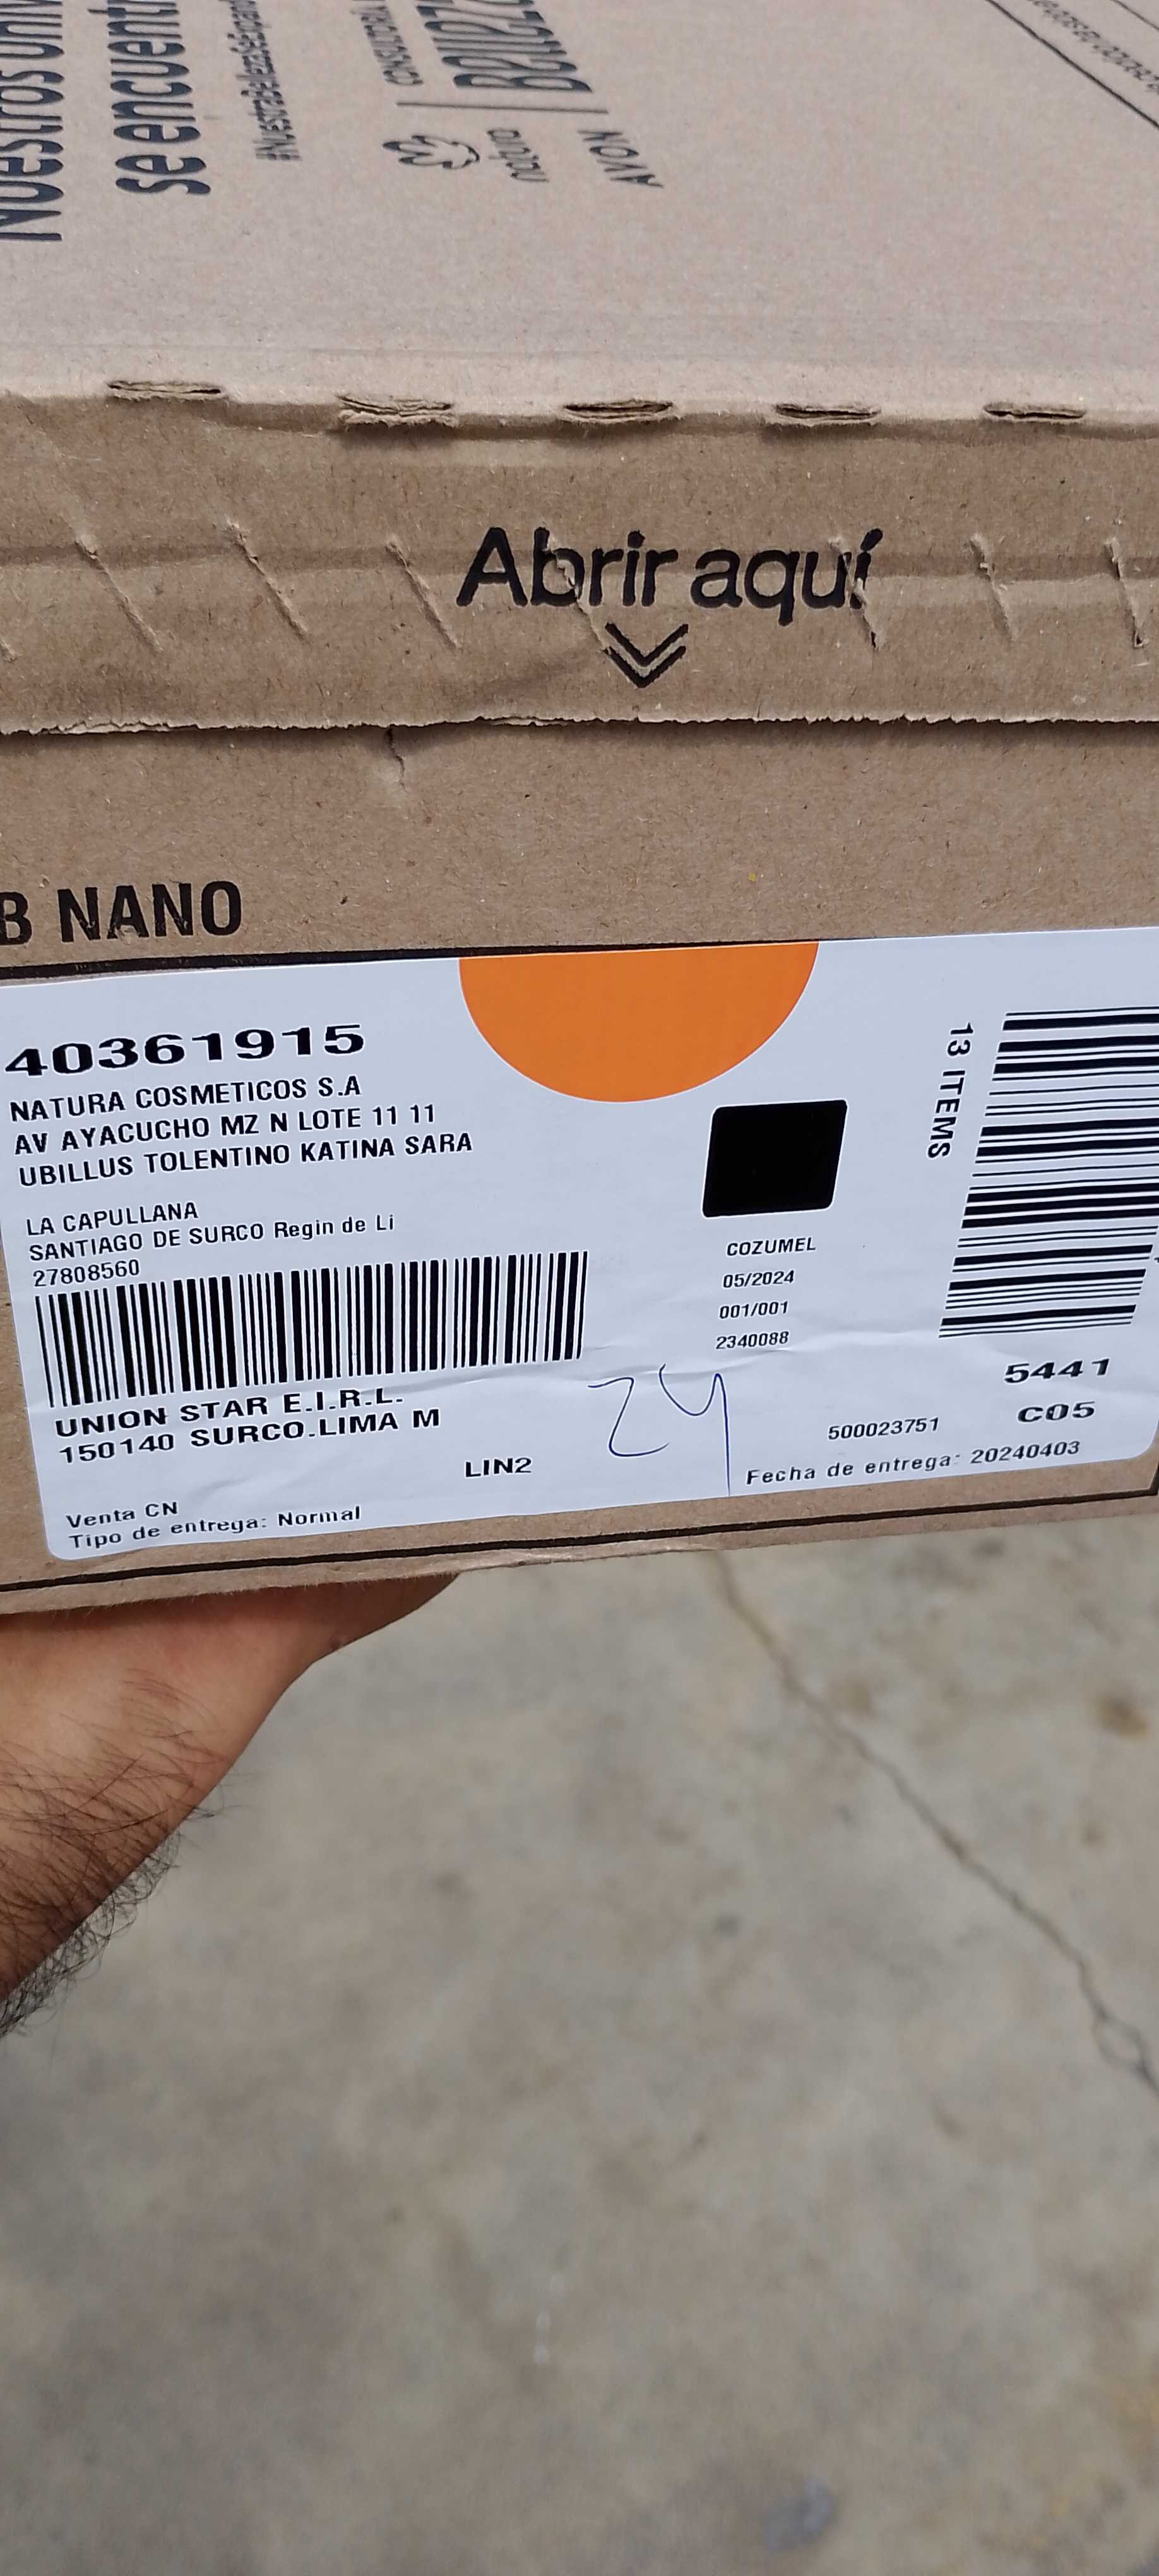 Nuestros
se encuentr
natura
AVON
Abrir aquí
B NANO
40361915
NATURA COSMETICOS S.A
AV AYACUCHO MZ N LOTE 11 11
UBILLUS TOLENTINO KATINA SARA
LA CAPULLANA
SANTIAGO DE SURCO Regin de Li
27808560
UNION STAR E.I.R.L.
150140 SURCO.LIMA M
LIN2
Venta CN
Tipo de entrega: Normal
COZUMEL
05/2024
001/001
2340088
24
13 ITEMS
5441
500023751
C05
Fecha de entrega: 20240403